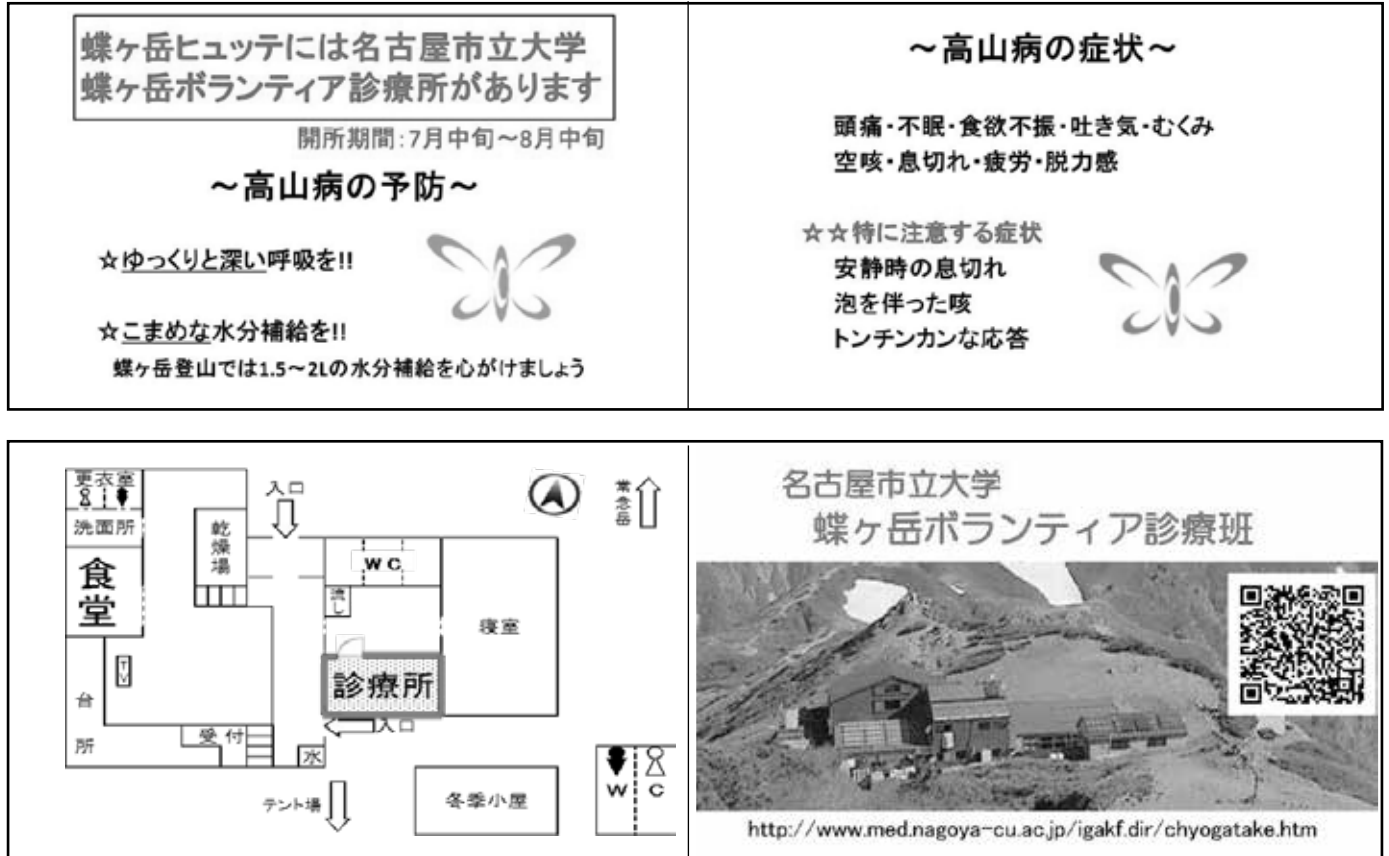 蝶ヶ岳ヒュッテには名古屋市立大学
蝶ヶ岳ボランティア診療所があります
開所期間:7月中旬～8月中旬
～高山病の予防～
☆ゆっくりと深い呼吸を!!
☆こまめな水分補給を!!
蝶ヶ岳登山では1.5～2Lの水分補給を心がけましょう
～高山病の症状～
頭痛・不眠・食欲不振・吐き気・むくみ
空咳・息切れ・疲労・脱力感
☆☆特に注意する症状
安静時の息切れ
泡を伴った咳
トンチンカンな応答
更衣室
洗面所
食堂
台所
TV
受付
水
乾燥場
入口
WC
流し
寝室
診療所
入口
常念岳
テント場
冬季小屋
WC
名古屋市立大学
蝶ヶ岳ボランティア診療班
http://www.med.nagoya-cu.ac.jp/igakf.dir/chyogatake.htm